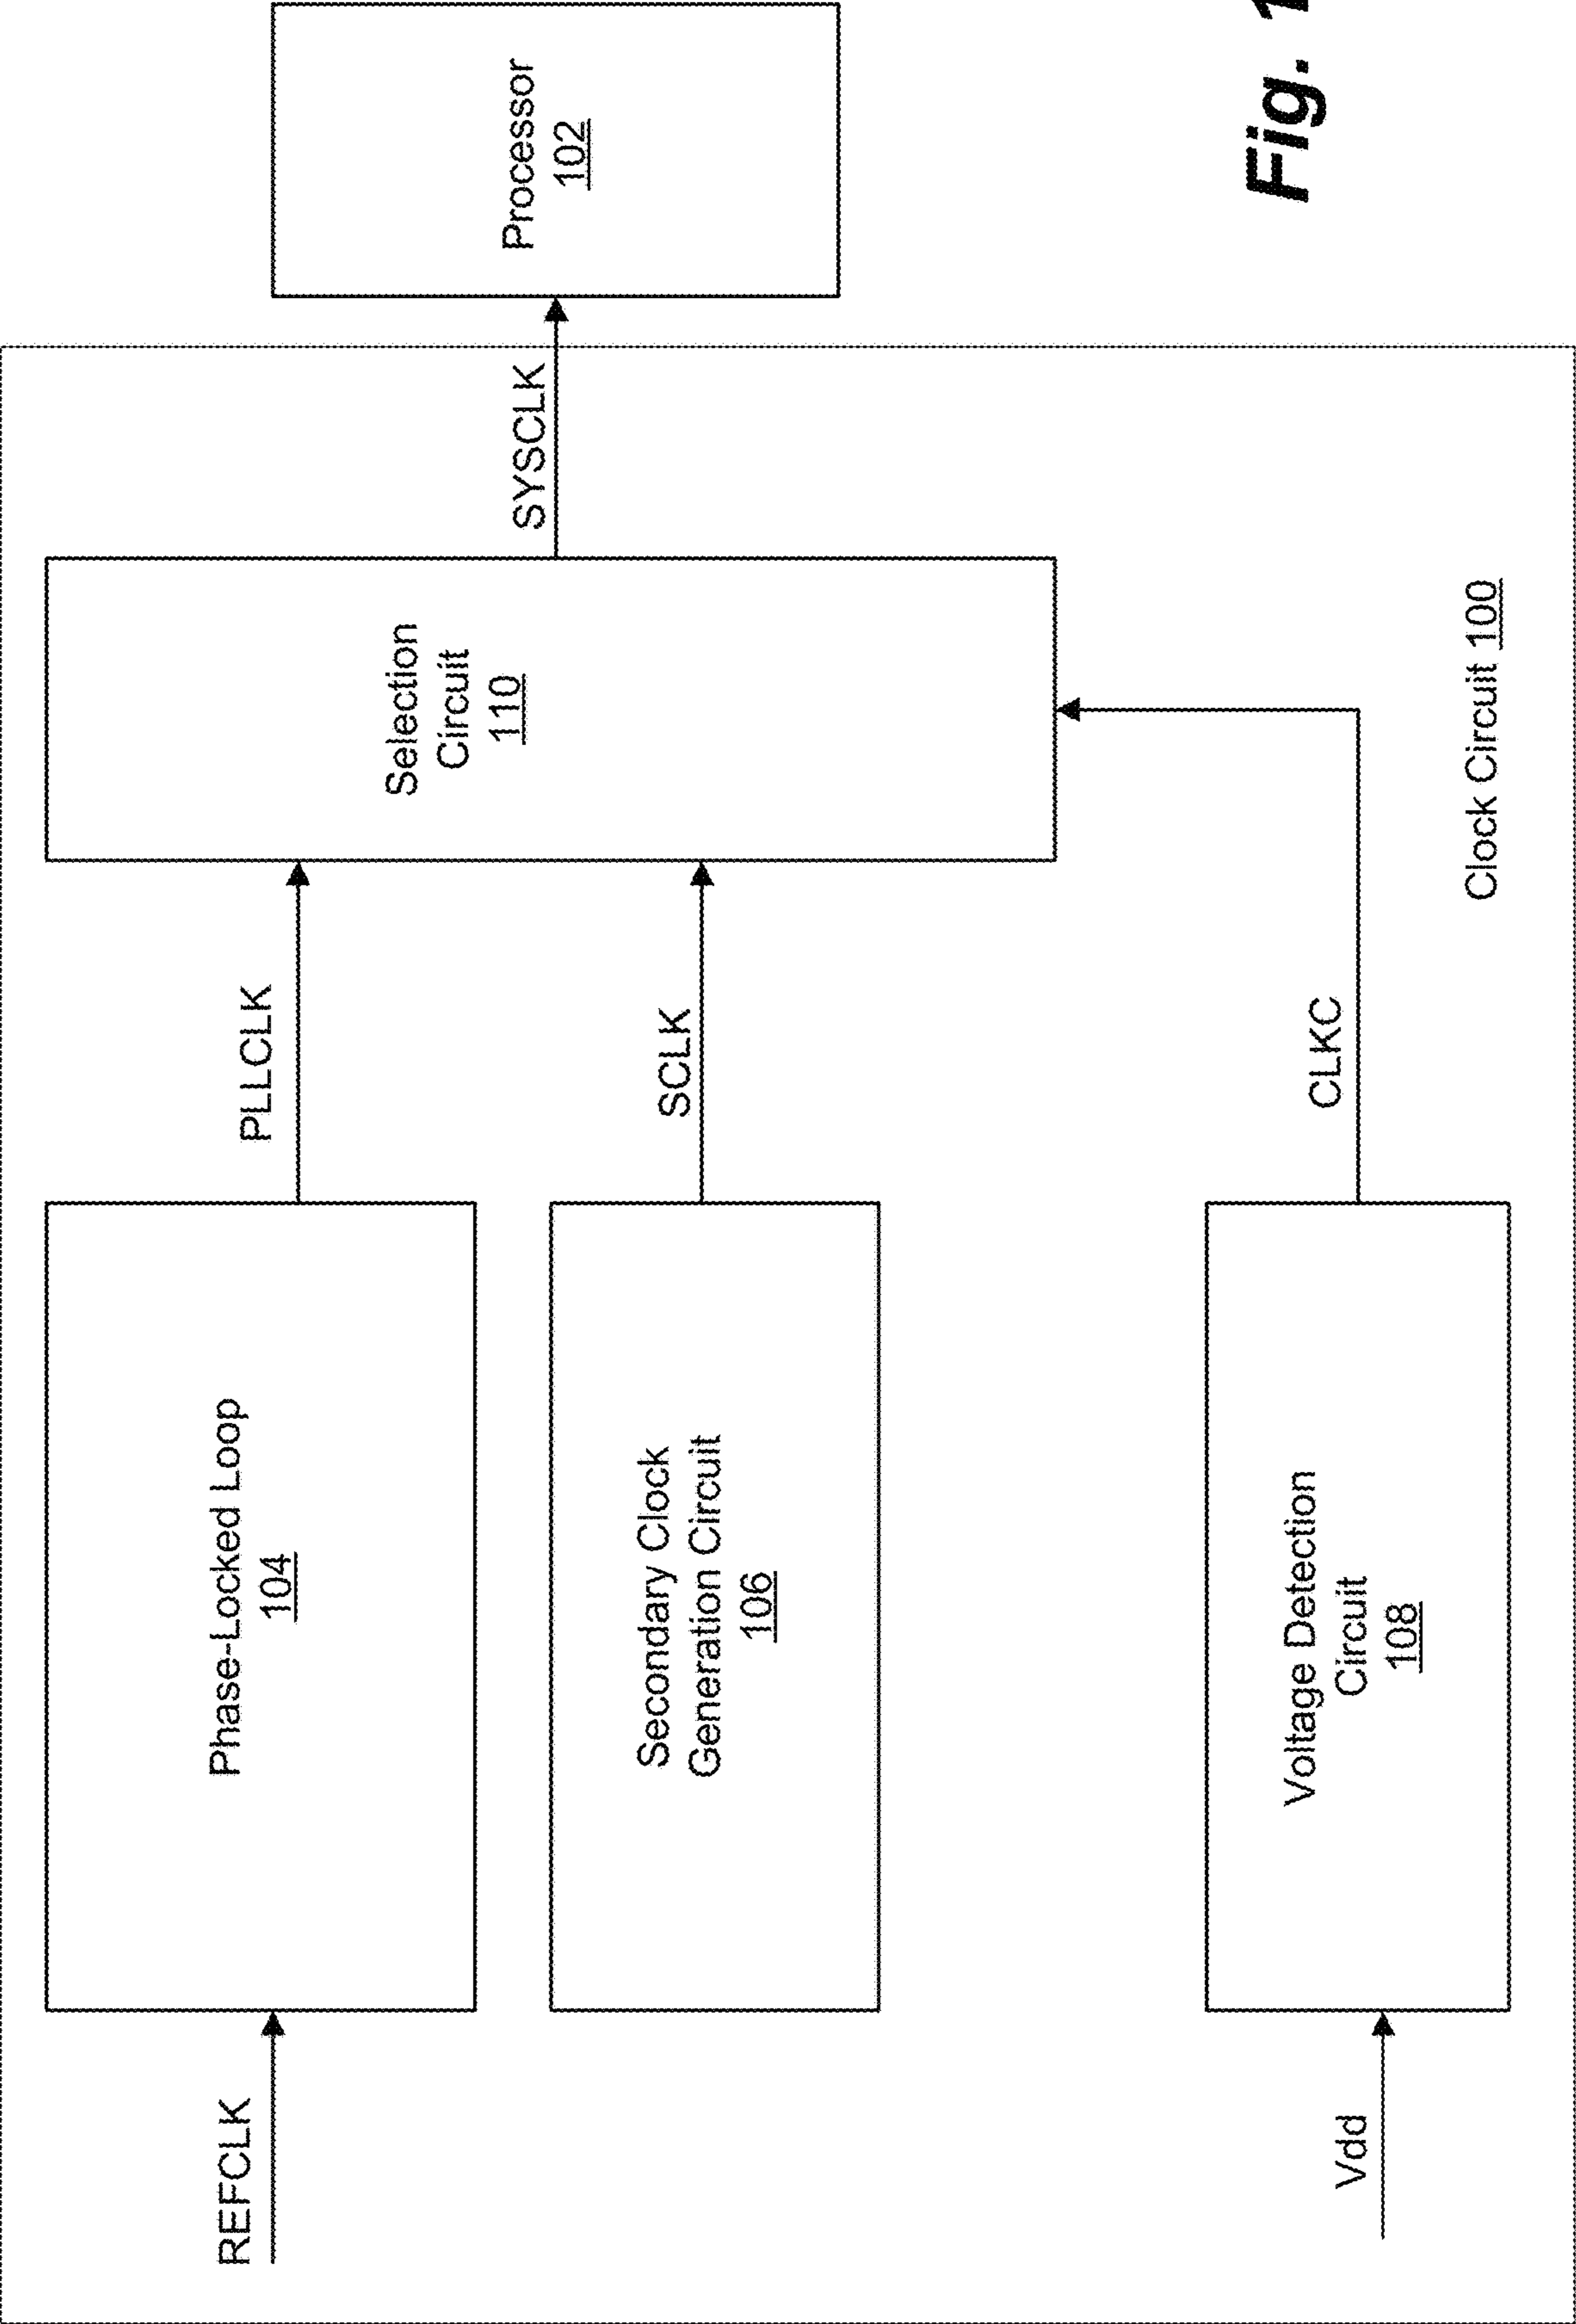 REFCLK
Phase-Locked Loop
104
PLLCLK
Secondary Clock
Generation Circuit
106
SCLK
Selection
Circuit
110
SYSCLK
Processor
102
Vdd
Voltage Detection
Circuit
108
CLKC
Clock Circuit 100
Fig. 1